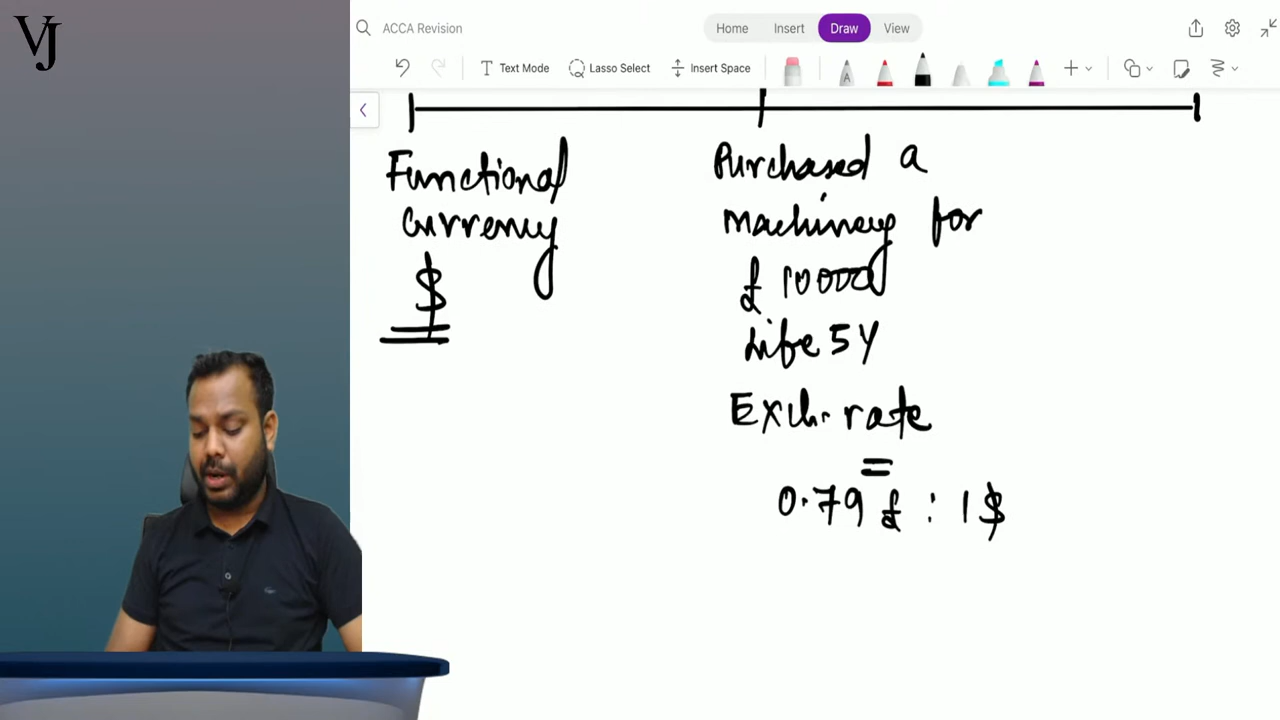 VJ
ACCA Revision
Home Insert Draw View
Text Mode Lasso Select Insert Space
Functional
currency
$
Purchased a
machinery for
£ 10000
Life 5Y
Exch. rate
=
0.79 £ : 1 $